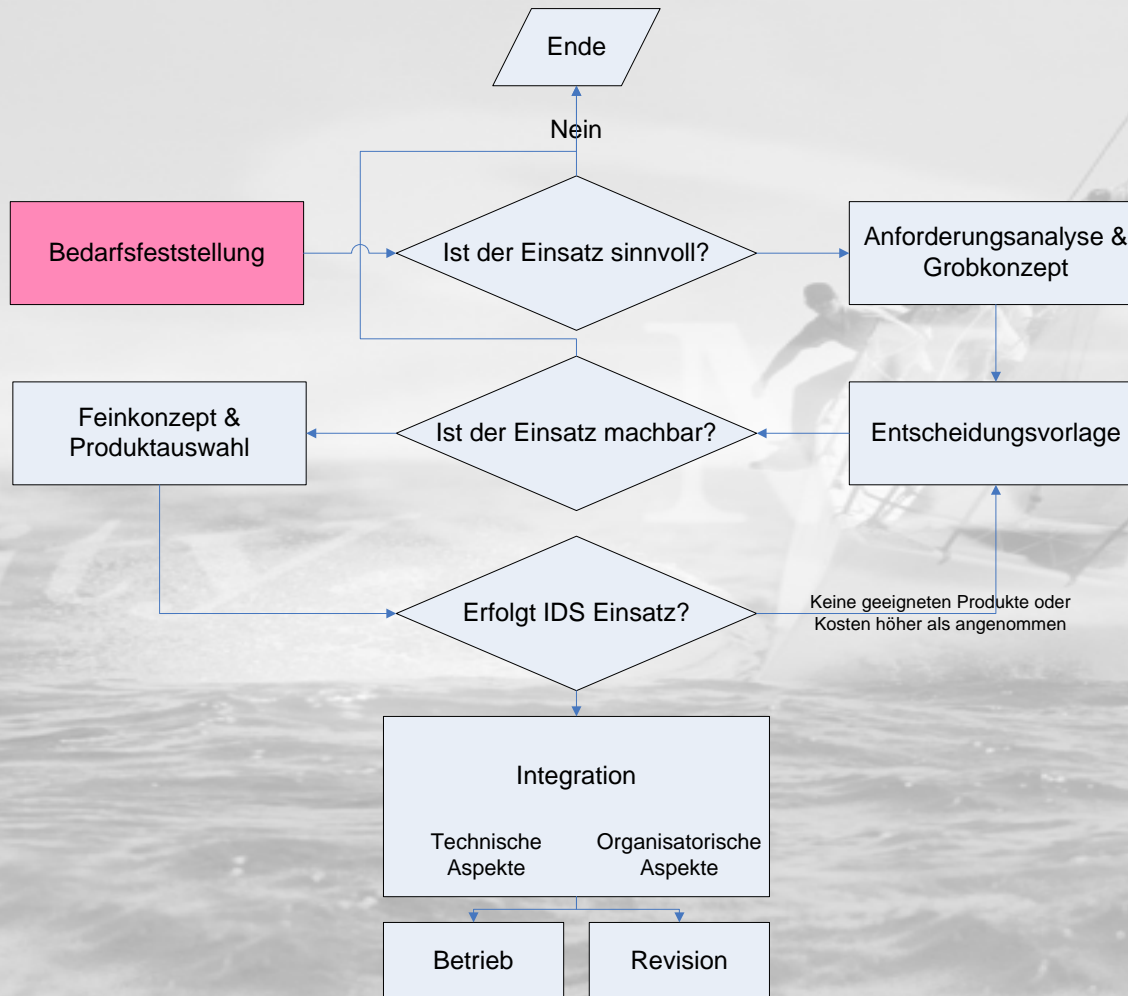 Ende
Nein
Bedarfsfeststellung
Ist der Einsatz sinnvoll?
Anforderungsanalyse &
Grobkonzept
Feinkonzept &
Produktauswahl
Ist der Einsatz machbar?
Entscheidungsvorlage
Erfolgt IDS Einsatz?
Keine geeigneten Produkte oder
Kosten höher als angenommen
Integration
Technische
Aspekte
Organisatorische
Aspekte
Betrieb
Revision